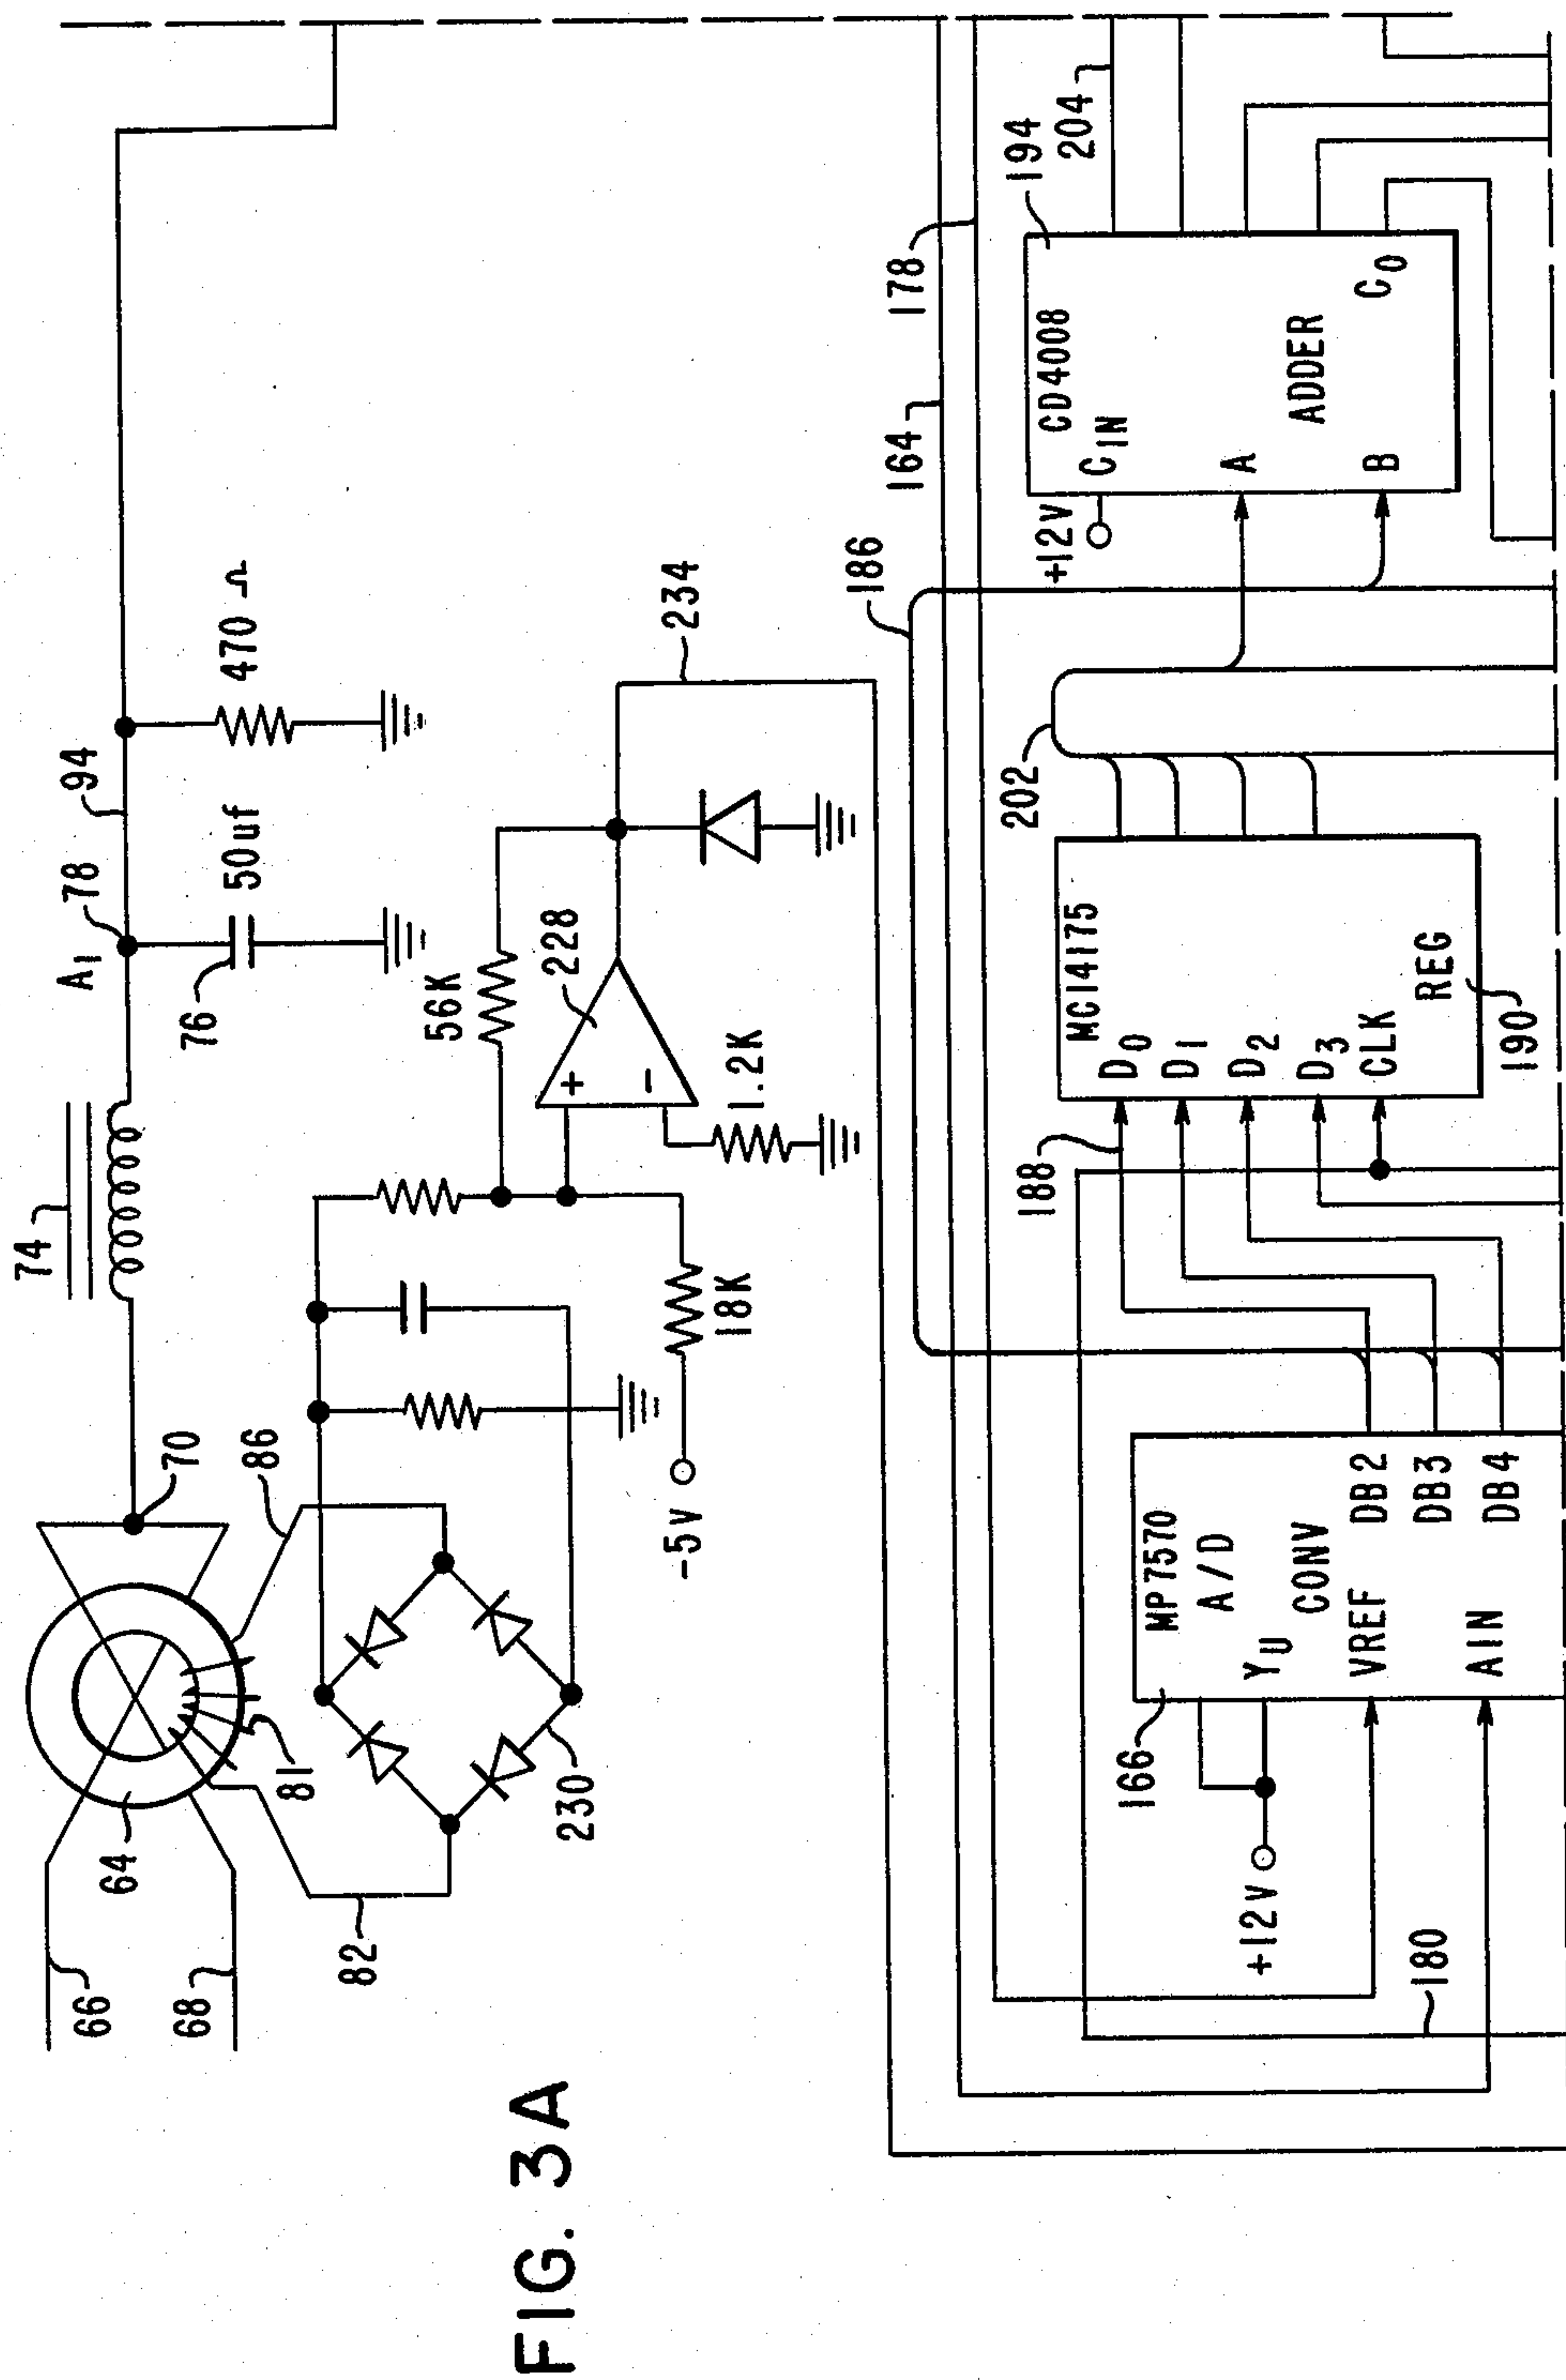 FIG. 3A
66
68
64
81
82
86
70
74
A1
78
94
76
50uf
470 Ω
230
-5v
18K
56K
228
+
-
1.2K
234
186
164
178
166
MP7570
A/D
CONV
YU
VREF
AIN
DB2
DB3
DB4
+12v
180
188
MC14175
D0
D1
D2
D3
CLK
REG
190
202
+12v
CD4008
CIN
A
B
ADDER
C0
194
204